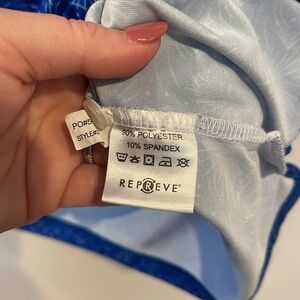 PO#
STYLE#
90% POLYESTER
10% SPANDEX
REPREVE